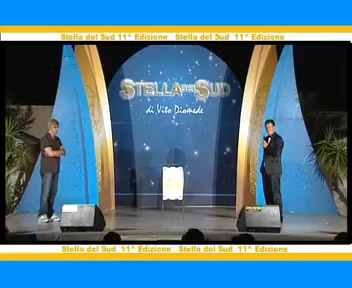 Stella del Sud 11^ Edizione Stella del Sud 11^ Edizione
STELLA DEL SUD
di Vito Diomede
Stella del Sud 11^ Edizione Stella del Sud 11^ Edizione